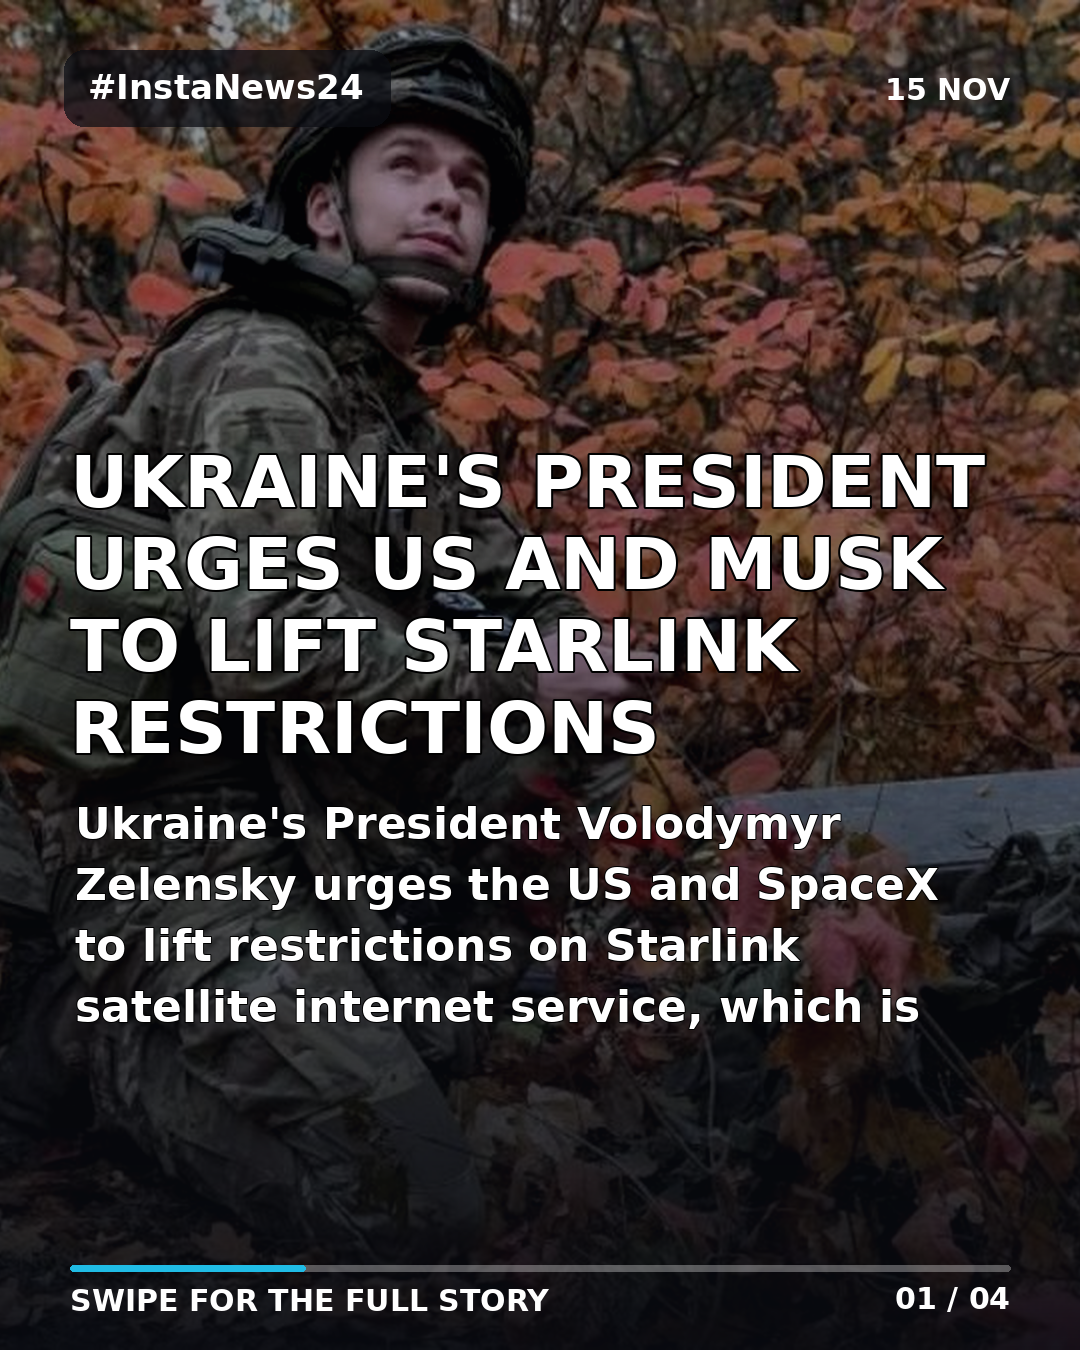 #InstaNews24
15 NOV
UKRAINE'S PRESIDENT
URGES US AND MUSK
TO LIFT STARLINK
RESTRICTIONS
Ukraine's President Volodymyr
Zelensky urges the US and SpaceX
to lift restrictions on Starlink
satellite internet service, which is
SWIPE FOR THE FULL STORY
01 / 04